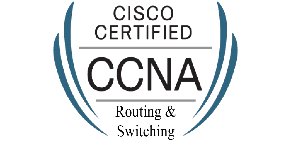 CISCO
CERTIFIED
CCNA
Routing &
Switching